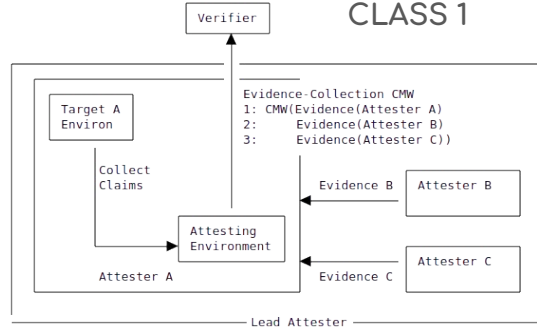 CLASS 1
Verifier
Evidence-Collection CMW
1: CMW(Evidence(Attester A)
2: Evidence(Attester B)
3: Evidence(Attester C))
Target A
Environ
Collect
Claims
Evidence B
Attester B
Attesting
Environment
Attester C
Evidence C
Attester A
Lead Attester